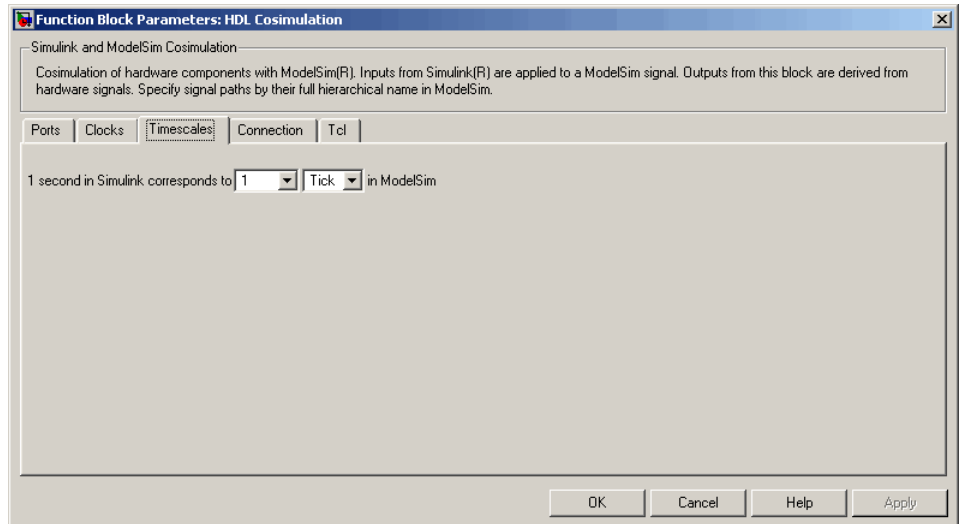 Function Block Parameters: HDL Cosimulation
Simulink and ModelSim Cosimulation
Cosimulation of hardware components with ModelSim(R). Inputs from Simulink(R) are applied to a ModelSim signal. Outputs from this block are derived from
hardware signals. Specify signal paths by their full hierarchical name in ModelSim.
Ports Clocks Timescales Connection Tcl
1 second in Simulink corresponds to 1 Tick in ModelSim
OK Cancel Help Apply